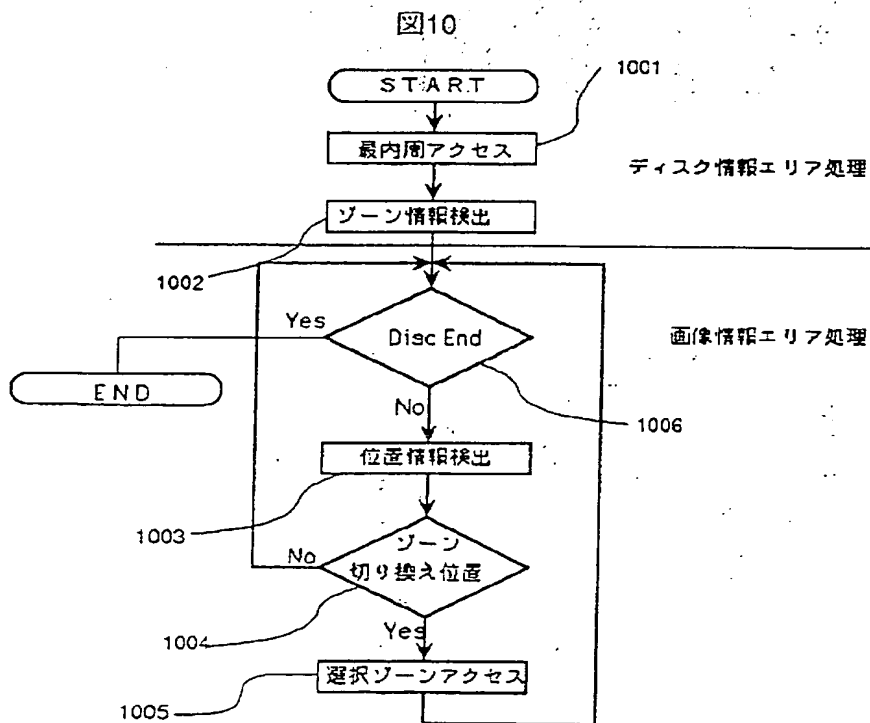 図10
START
1001
最内周アクセス
ディスク情報エリア処理
ゾーン情報検出
1002
Yes
Disc End
画像情報エリア処理
END
No
1006
位置情報検出
1003
ゾーン
切り換え位置
No
1004
Yes
選択ゾーンアクセス
1005